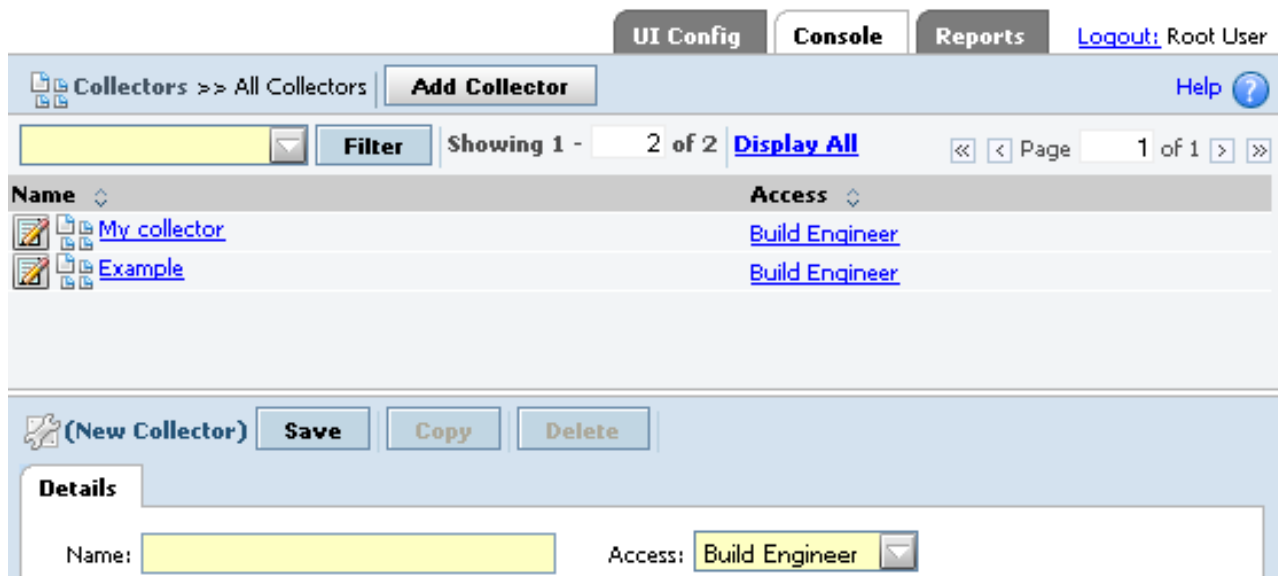 UI Config Console Reports Logout: Root User
Collectors >> All Collectors Add Collector Help ?
Filter Showing 1 - 2 of 2 Display All << < Page 1 of 1 > >>
Name Access
My collector Build Engineer
Example Build Engineer
(New Collector) Save Copy Delete
Details
Name: Access: Build Engineer